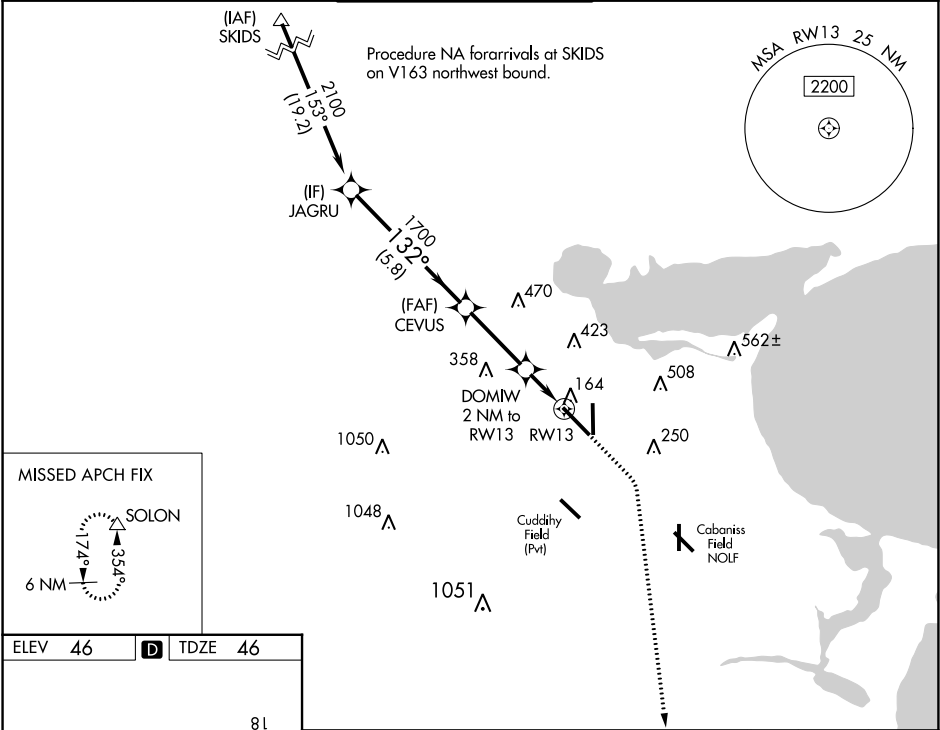 (IAF)
SKIDS
Procedure NA forarrivals at SKIDS
on V163 northwest bound.
MSA RW13 25 NM
2200
2100
153°
(19.2)
(IF)
JAGRU
1700
132°
(5.8)
(FAF)
CEVUS
470
423
562±
358
508
164
DOMIW
2 NM to
RW13
RW13
250
1050
MISSED APCH FIX
SOLON
174°
354°
6 NM
1048
Cuddihy
Field
(Pvt)
Cabaniss
Field
NOLF
1051
ELEV 46
D
TDZE 46
18